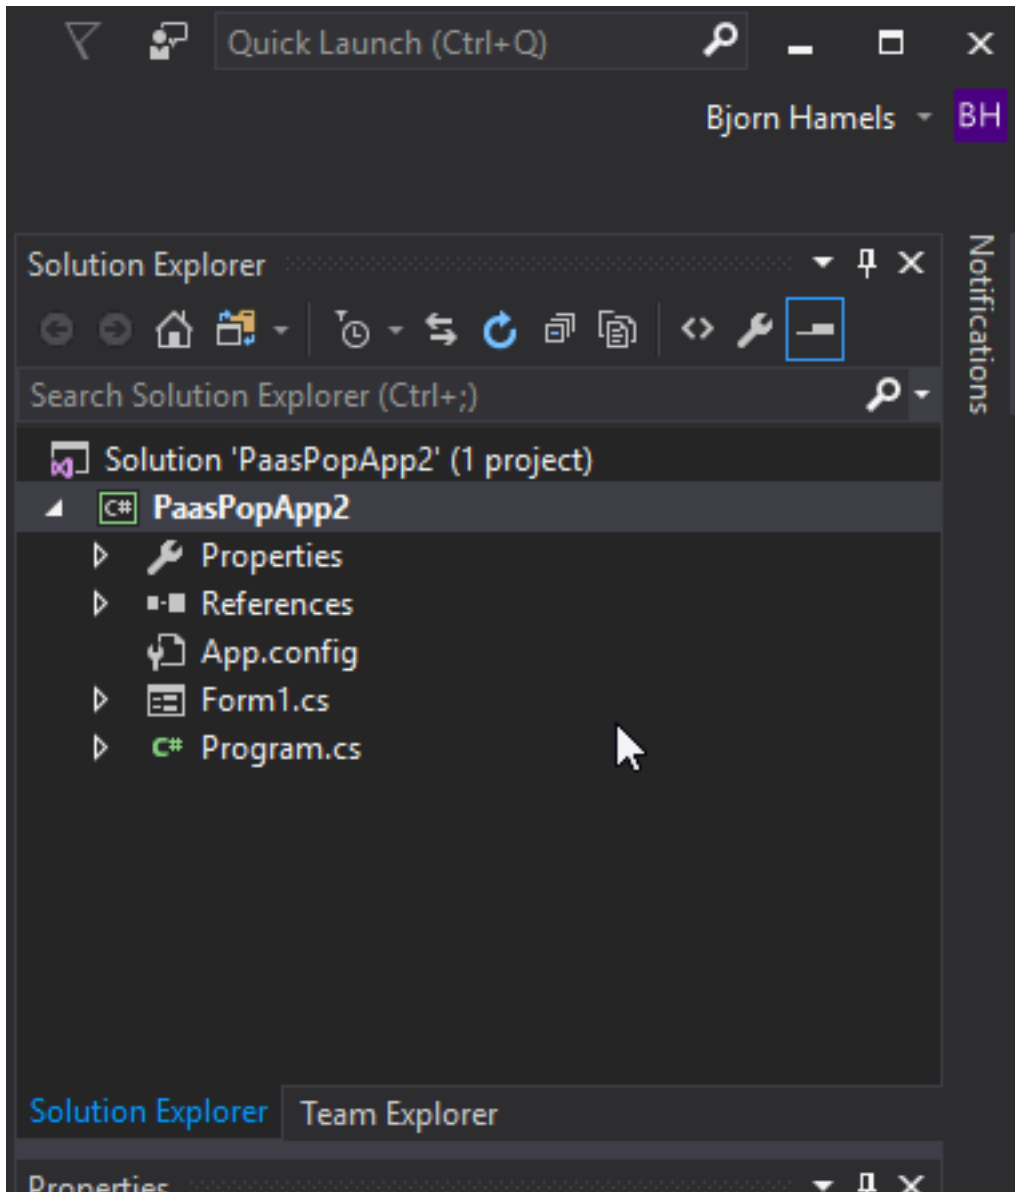 Quick Launch (Ctrl+Q)
Bjorn Hamels BH
Solution Explorer
Notifications
Search Solution Explorer (Ctrl+;)
Solution 'PaasPopApp2' (1 project)
C# PaasPopApp2
Properties
References
App.config
Form1.cs
C# Program.cs
Solution Explorer Team Explorer
Properties